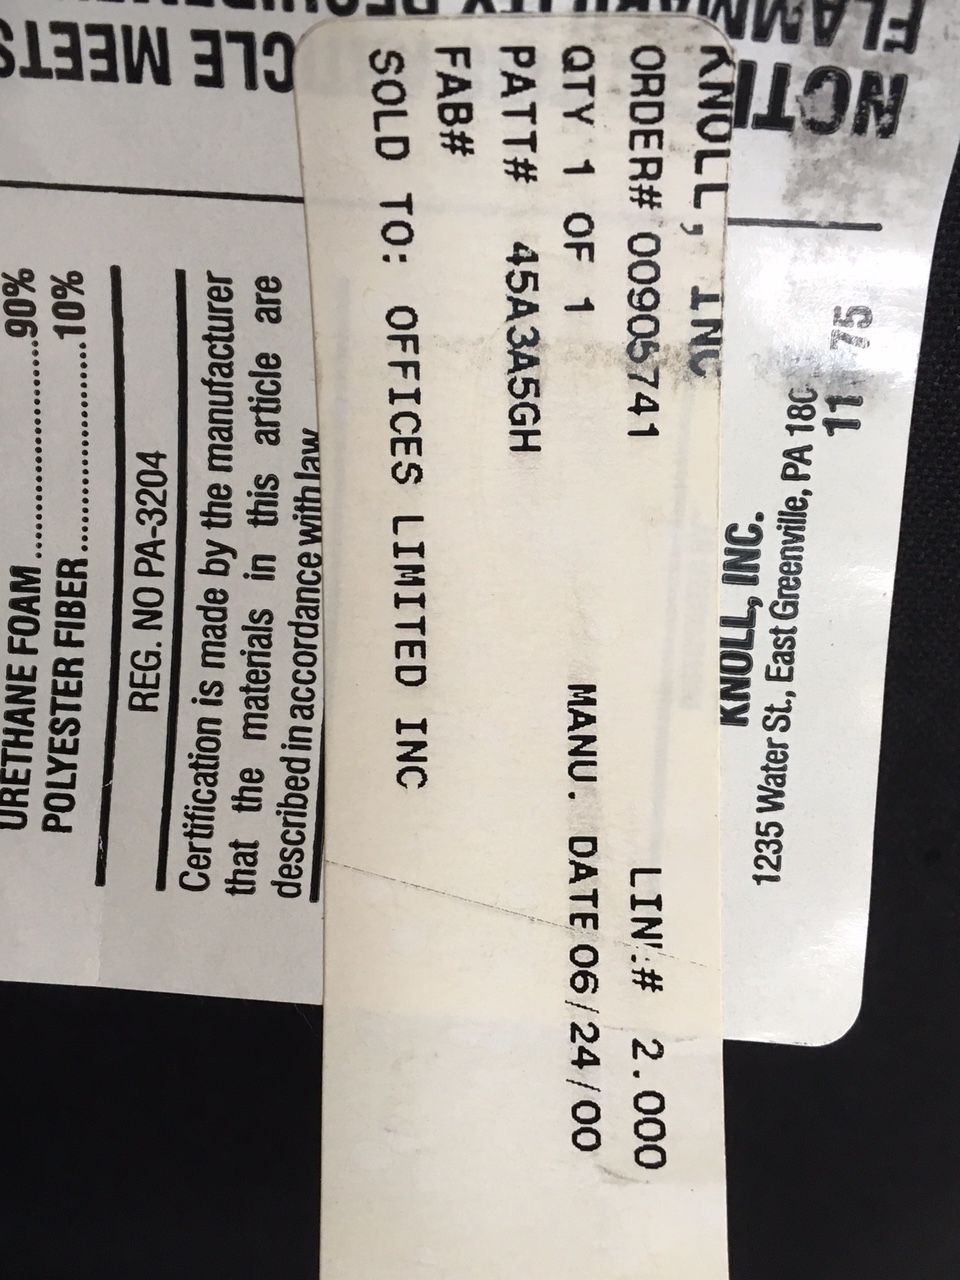 KNOLL, INC
ORDER# 00905741 LIN.# 2.000
QTY 1 OF 1 MANU. DATE 06/24/00
PATT# 45A3A5GH
FAB#
SOLD TO: OFFICES LIMITED INC
CLE MEETS
URETHANE FOAM 90%
POLYESTER FIBER 10%
REG. NO PA-3204
Certification is made by the manufacturer
that the materials in this article are
described in accordance with law
KNOLL, INC.
1235 Water St., East Greenville, PA 180
11 75